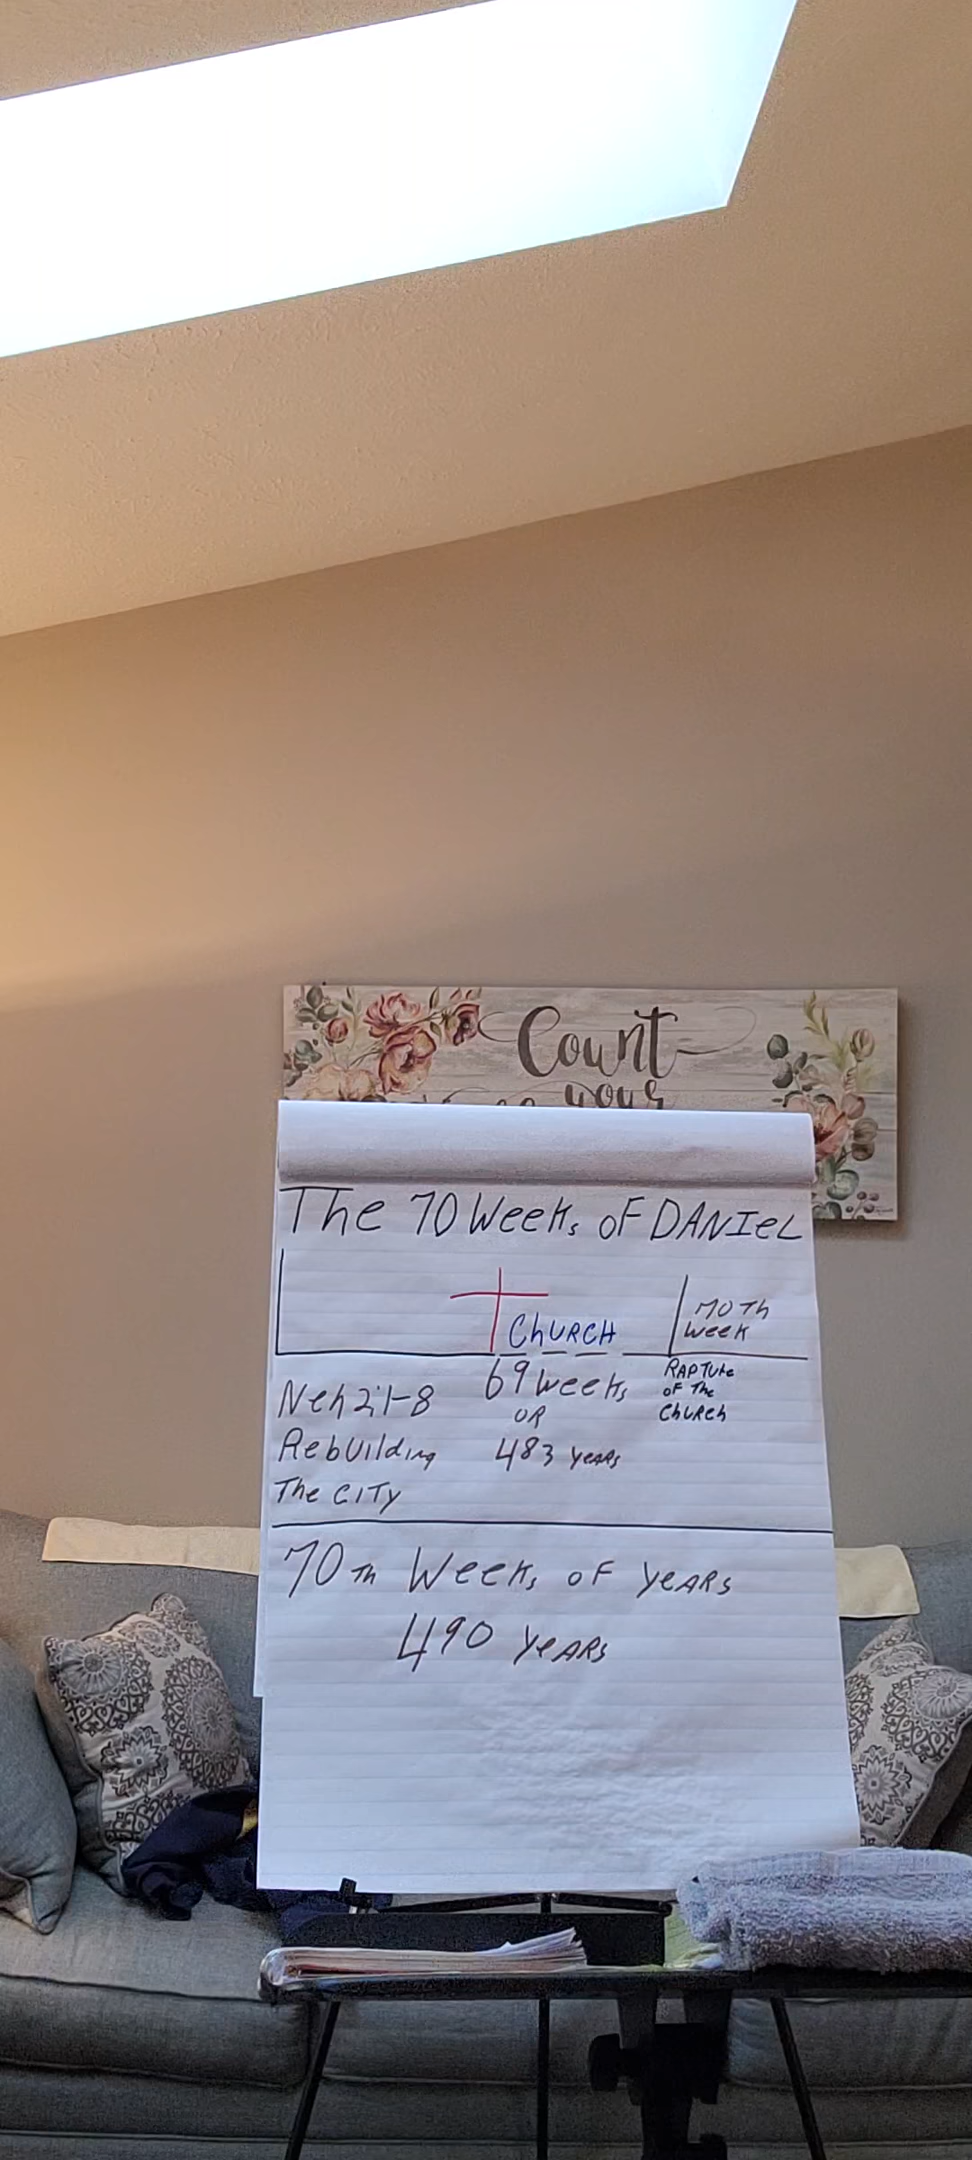 Count
your
The 70 Weeks of DANIEL
CHURCH
70Th
Week
Neh 2:1-8
Rebuilding
The CITY
69 Weeks
OR
483 years
RAPTURE
OF The
Church
70Th Weeks OF YEARS
490 YEARS